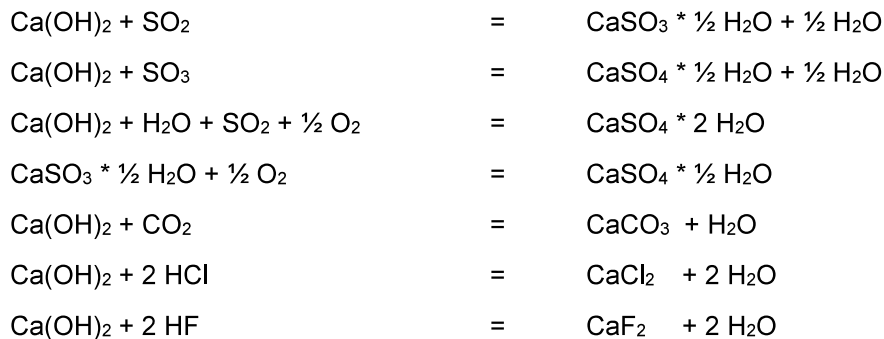 Ca(OH)₂ + SO₂ = CaSO₃ * ½ H₂O + ½ H₂O
Ca(OH)₂ + SO₃ = CaSO₄ * ½ H₂O + ½ H₂O
Ca(OH)₂ + H₂O + SO₂ + ½ O₂ = CaSO₄ * 2 H₂O
CaSO₃ * ½ H₂O + ½ O₂ = CaSO₄ * ½ H₂O
Ca(OH)₂ + CO₂ = CaCO₃ + H₂O
Ca(OH)₂ + 2 HCl = CaCl₂ + 2 H₂O
Ca(OH)₂ + 2 HF = CaF₂ + 2 H₂O